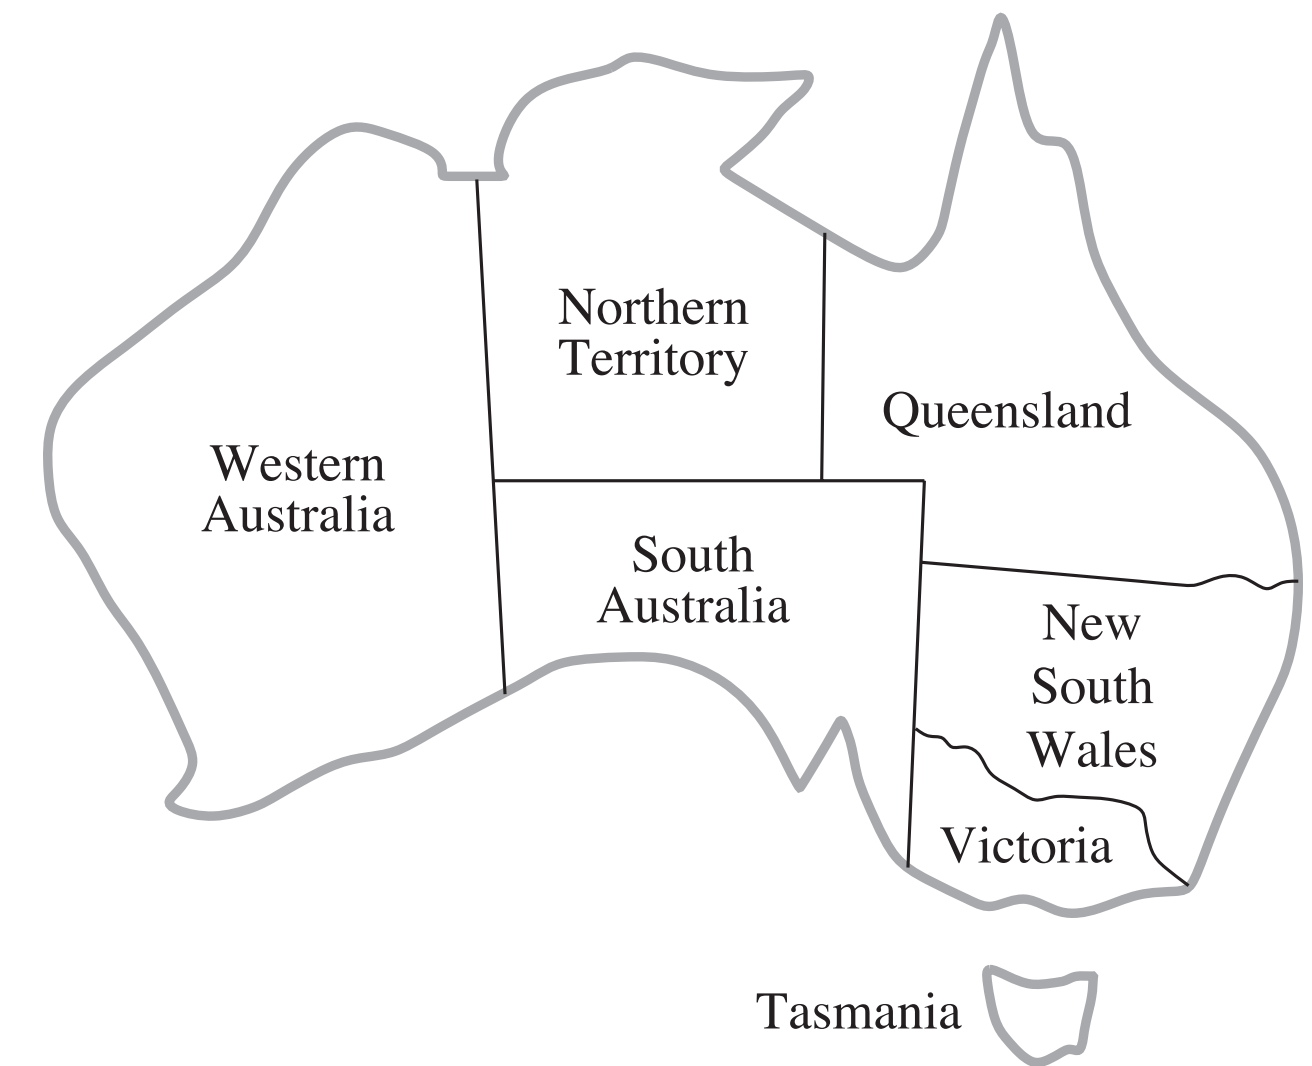 Northern
Territory
Queensland
Western
Australia
South
Australia
New
South
Wales
Victoria
Tasmania